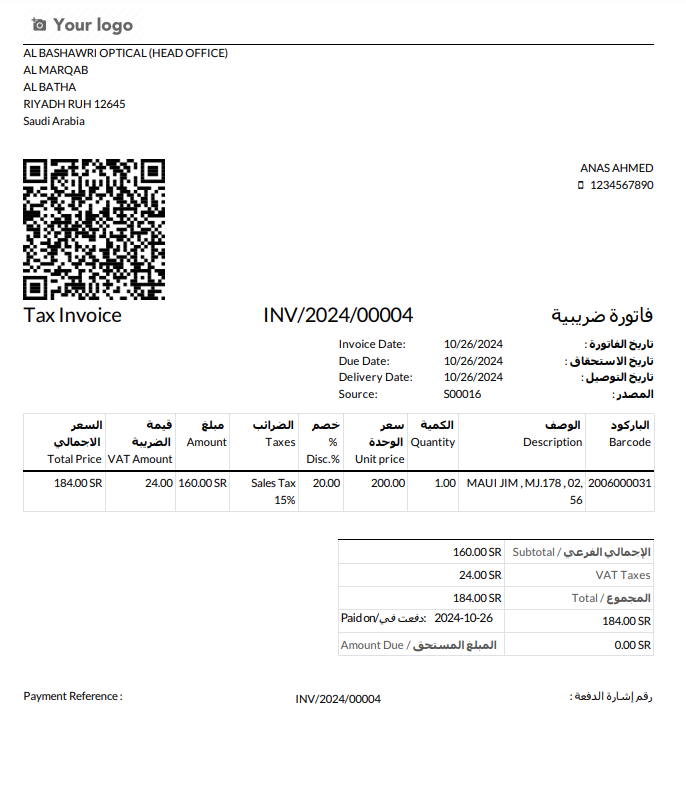 Your logo
AL BASHAWRI OPTICAL (HEAD OFFICE)
AL MARQAB
AL BATHA
RIYADH RUH 12645
Saudi Arabia
ANAS AHMED
1234567890
Tax Invoice INV/2024/00004 فاتورة ضريبية
Invoice Date: 10/26/2024 تاريخ الفاتورة :
Due Date: 10/26/2024 تاريخ الاستحقاق :
Delivery Date: 10/26/2024 تاريخ التوصيل :
Source: S00016 المصدر :
السعر قيمة مبلغ الضرائب خصم سعر الكمية الوصف الباركود
الاجمالي الضريبة Amount Taxes % الوحدة Quantity Description Barcode
Total Price VAT Amount Disc.% Unit price
184.00 SR 24.00 160.00 SR Sales Tax 20.00 200.00 1.00 MAUI JIM , MJ.178 , 02, 2006000031
15% 56
160.00 SR Subtotal / الإجمالي الفرعي
24.00 SR VAT Taxes
184.00 SR Total / المجموع
Paid on/دفعت في: 2024-10-26 184.00 SR
Amount Due / المبلغ المستحق 0.00 SR
Payment Reference : INV/2024/00004 رقم إشارة الدفعة :